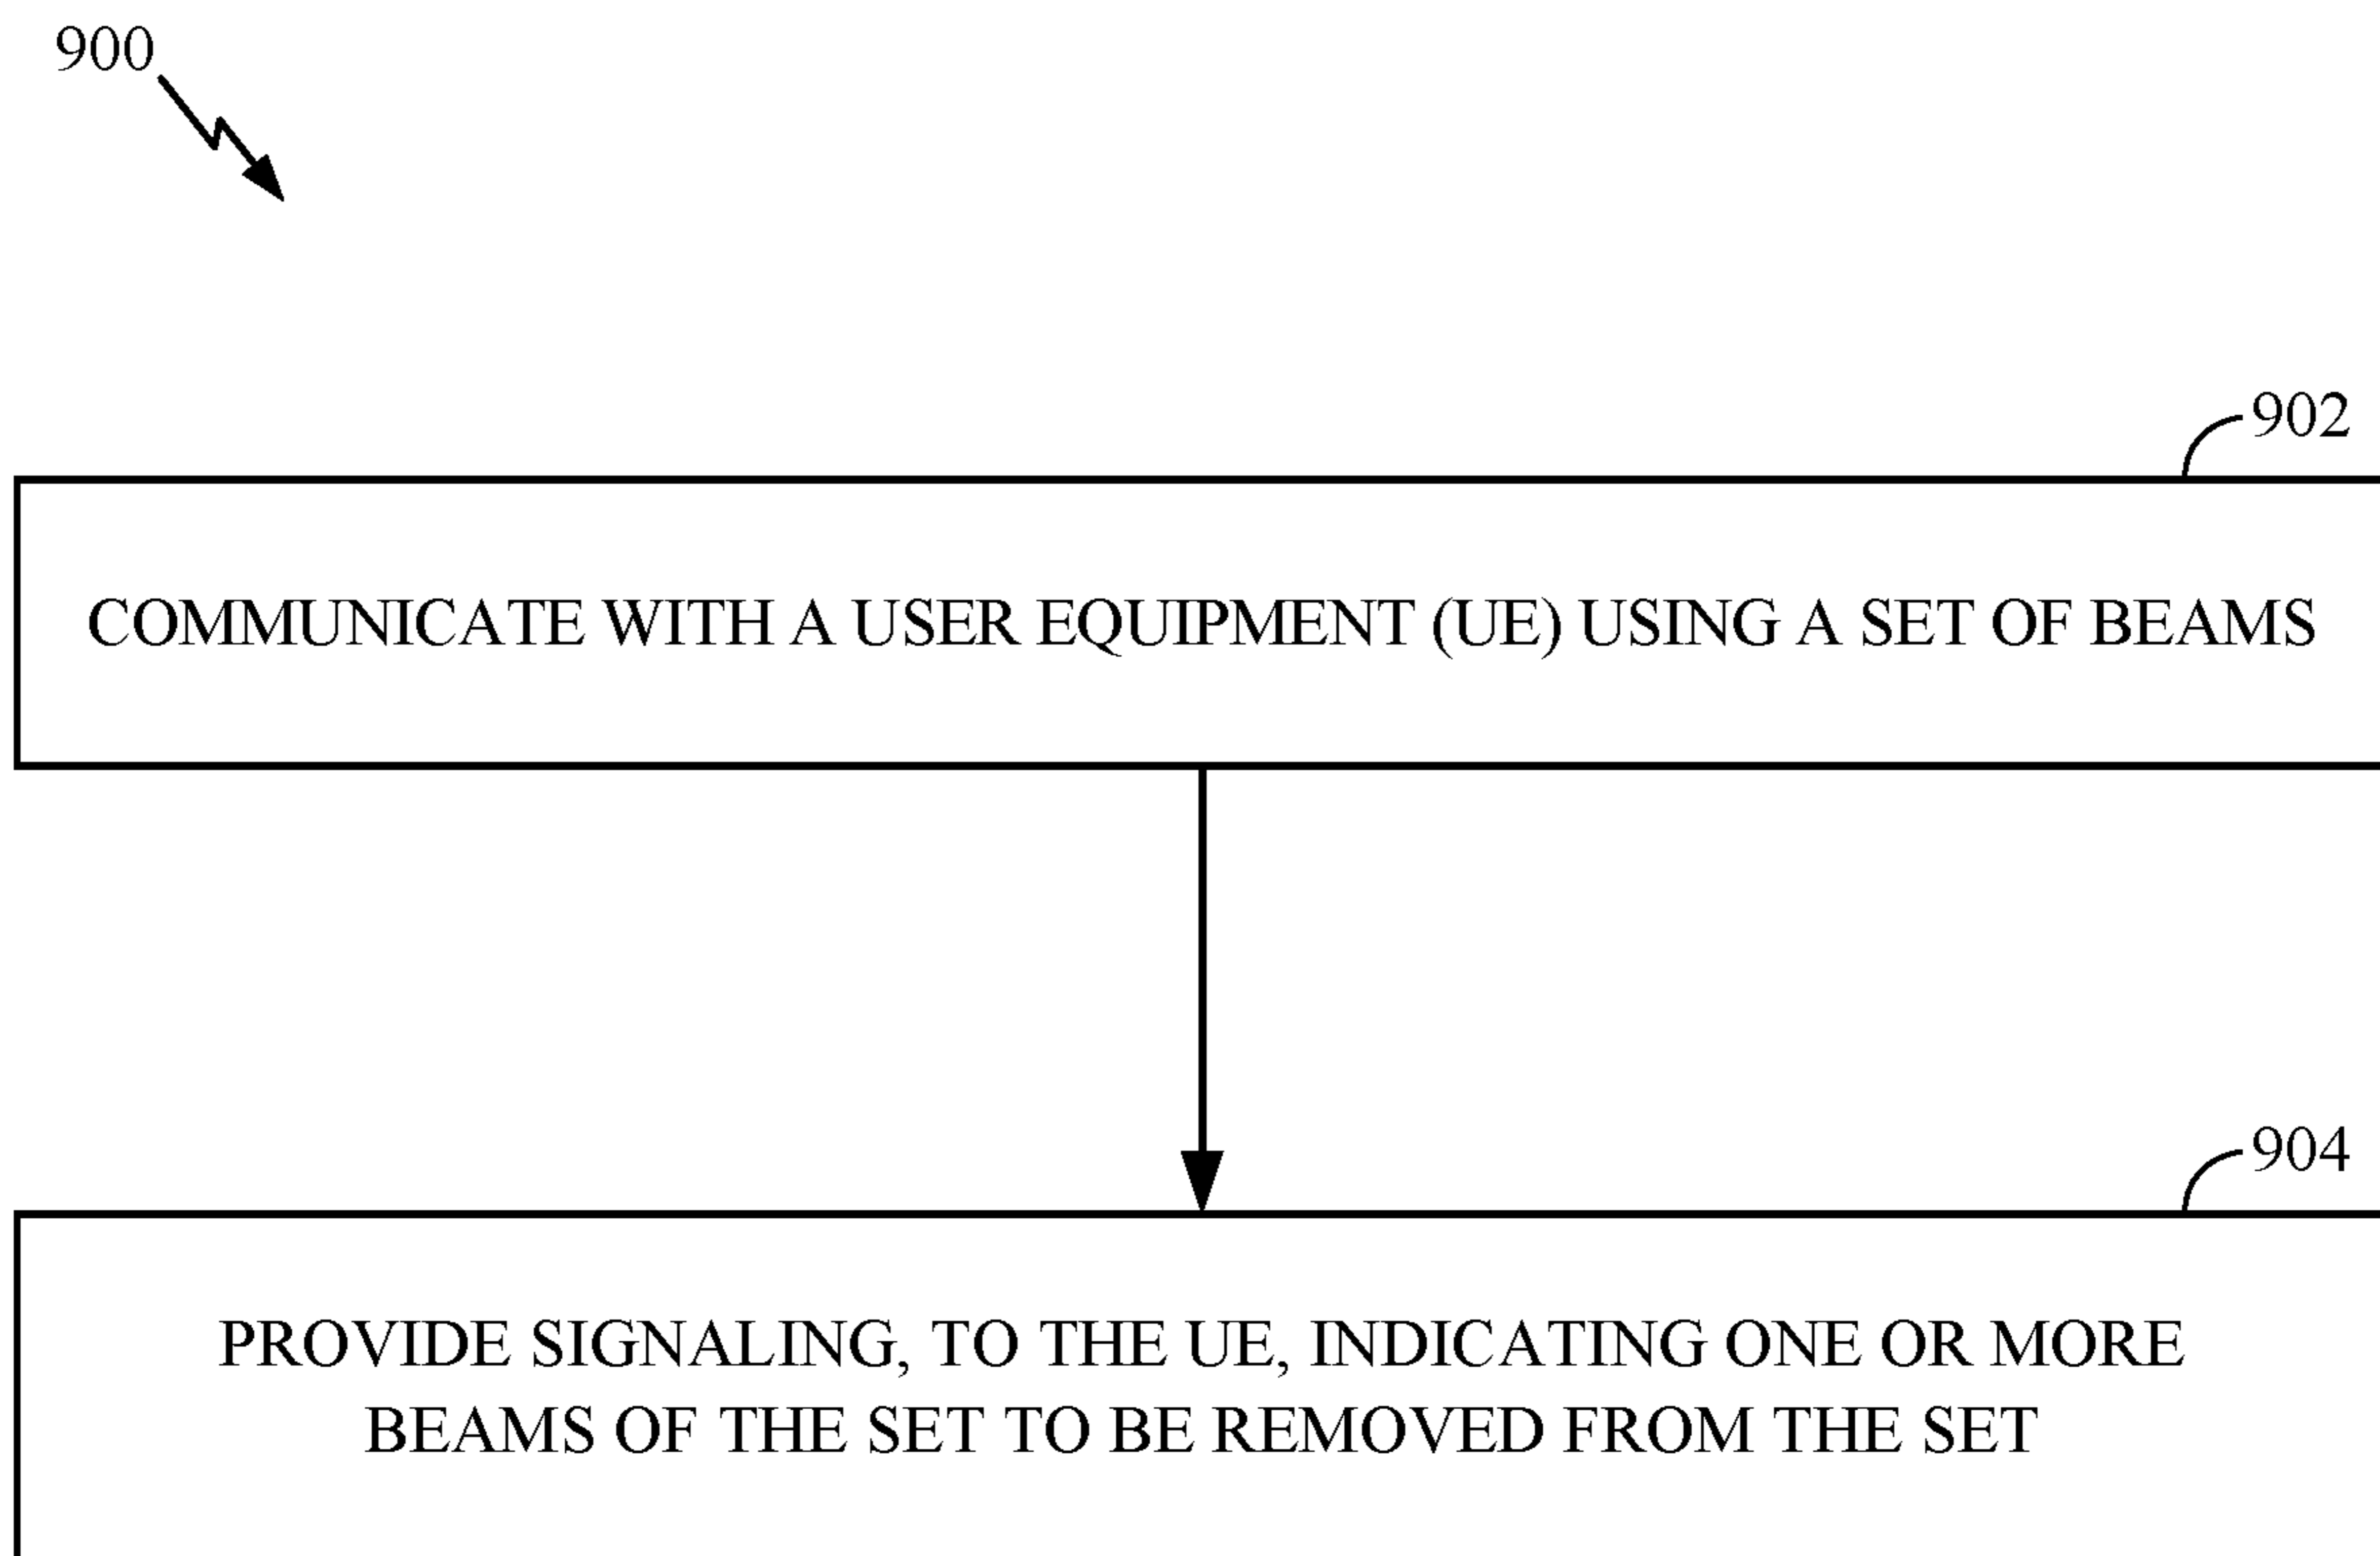 900
902
COMMUNICATE WITH A USER EQUIPMENT (UE) USING A SET OF BEAMS
904
PROVIDE SIGNALING, TO THE UE, INDICATING ONE OR MORE
BEAMS OF THE SET TO BE REMOVED FROM THE SET